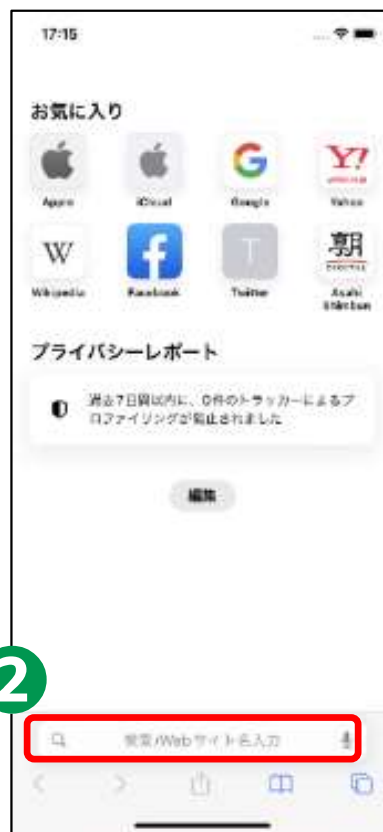 17:15
お気に入り
Apple
iCloud
Google
Yahoo
Wikipedia
Facebook
Twitter
Asahi
Shimbun
プライバシーレポート
過去7日間以内に、0件のトラッカーによるプ
ロファイリングが阻止されました
編集
2
検索/Webサイト名入力